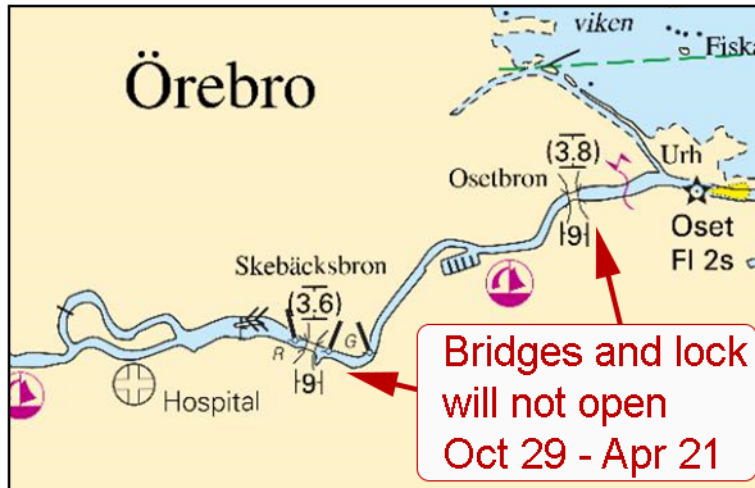 viken
Fiska
Örebro
(3.8)
Urh
Osetbron
Oset
Fl 2s
9
Skebäcksbron
(3.6)
R
G
9
Hospital
Bridges and lock
will not open
Oct 29 - Apr 21